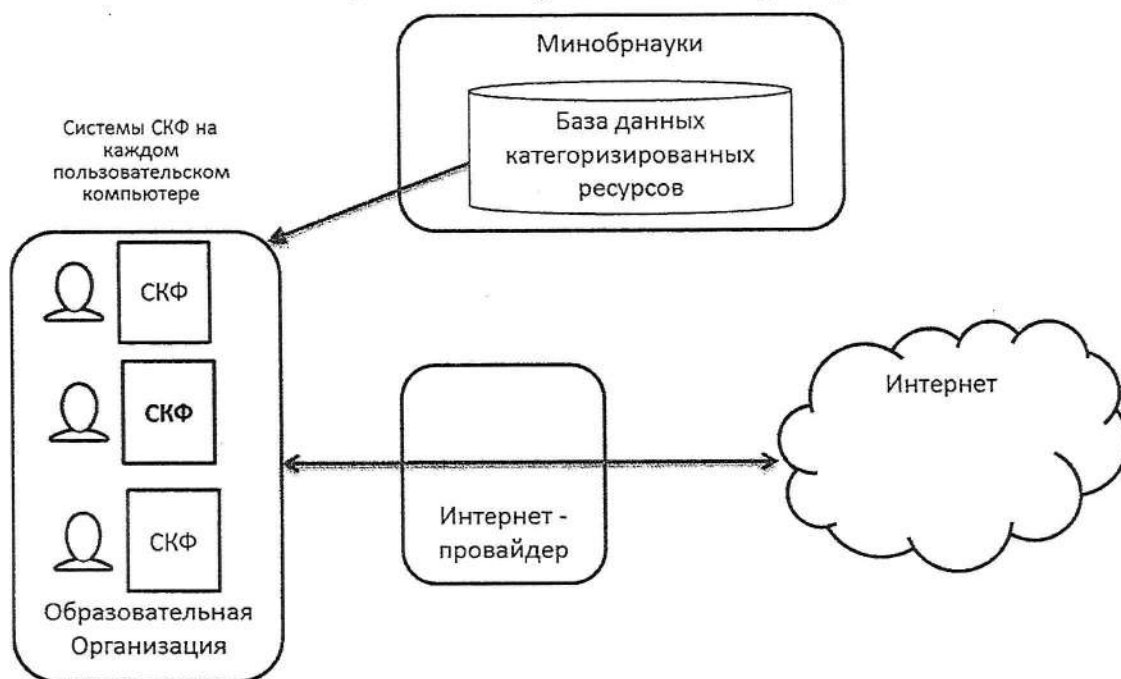 Минобрнауки
База данных
категоризированных
ресурсов
Системы СКФ на
каждом
пользовательском
компьютере
СКФ
СКФ
СКФ
Образовательная
Организация
Интернет -
провайдер
Интернет